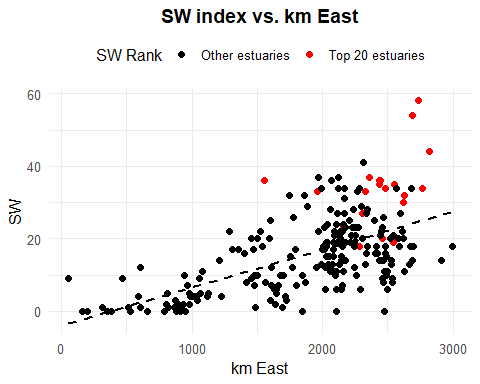 SW index vs. km East
SW Rank Other estuaries Top 20 estuaries
60
40
20
0
SW
0 1000 2000 3000
km East